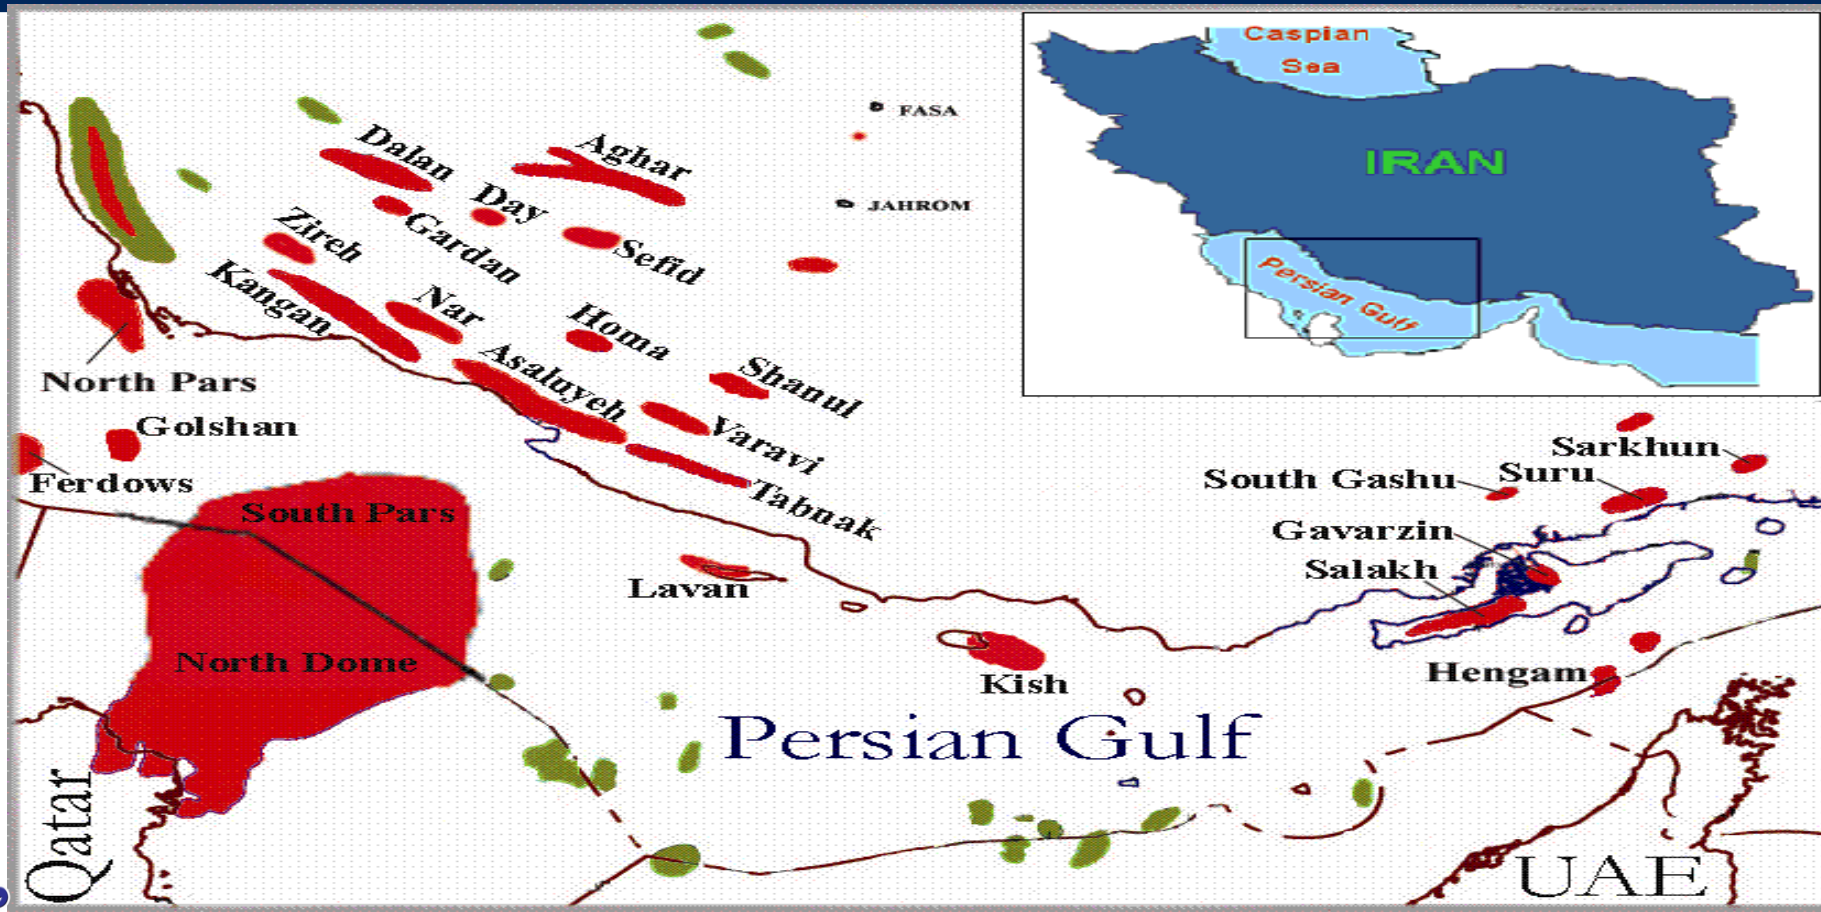 Caspian
Sea
IRAN
Persian Gulf
FASA
JAHROM
Dalan
Aghar
Day
Gardan
Sefid
Zireh
Kangan
Nar
Homa
Asaluyeh
Shanul
Varavi
Tabnak
North Pars
Golshan
Ferdows
South Pars
North Dome
Lavan
Kish
Sarkhun
South Gashu
Suru
Gavarzin
Salakh
Hengam
Persian Gulf
Qatar
UAE